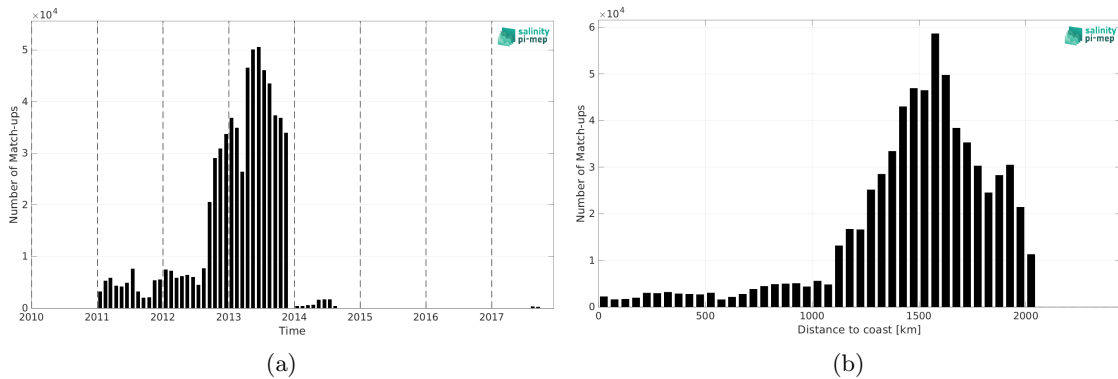 ×10⁴
5
4
3
2
1
0
Number of Match-ups
2010 2011 2012 2013 2014 2015 2016 2017
Time
salinity
pi-mep
(a)
×10⁴
6
5
4
3
2
1
0
Number of Match-ups
0 500 1000 1500 2000
Distance to coast [km]
salinity
pi-mep
(b)